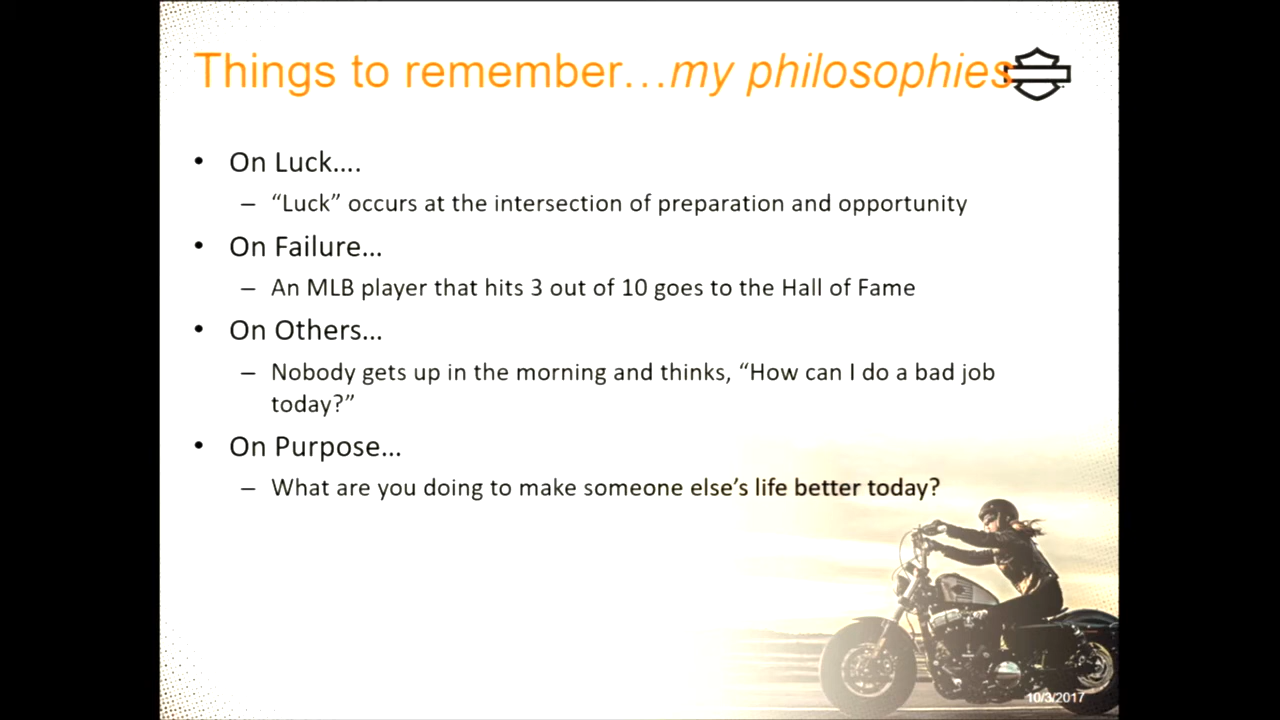 Things to remember…my philosophies
• On Luck….
– “Luck” occurs at the intersection of preparation and opportunity
• On Failure…
– An MLB player that hits 3 out of 10 goes to the Hall of Fame
• On Others…
– Nobody gets up in the morning and thinks, “How can I do a bad job
today?”
• On Purpose…
– What are you doing to make someone else’s life better today?
10/3/2017